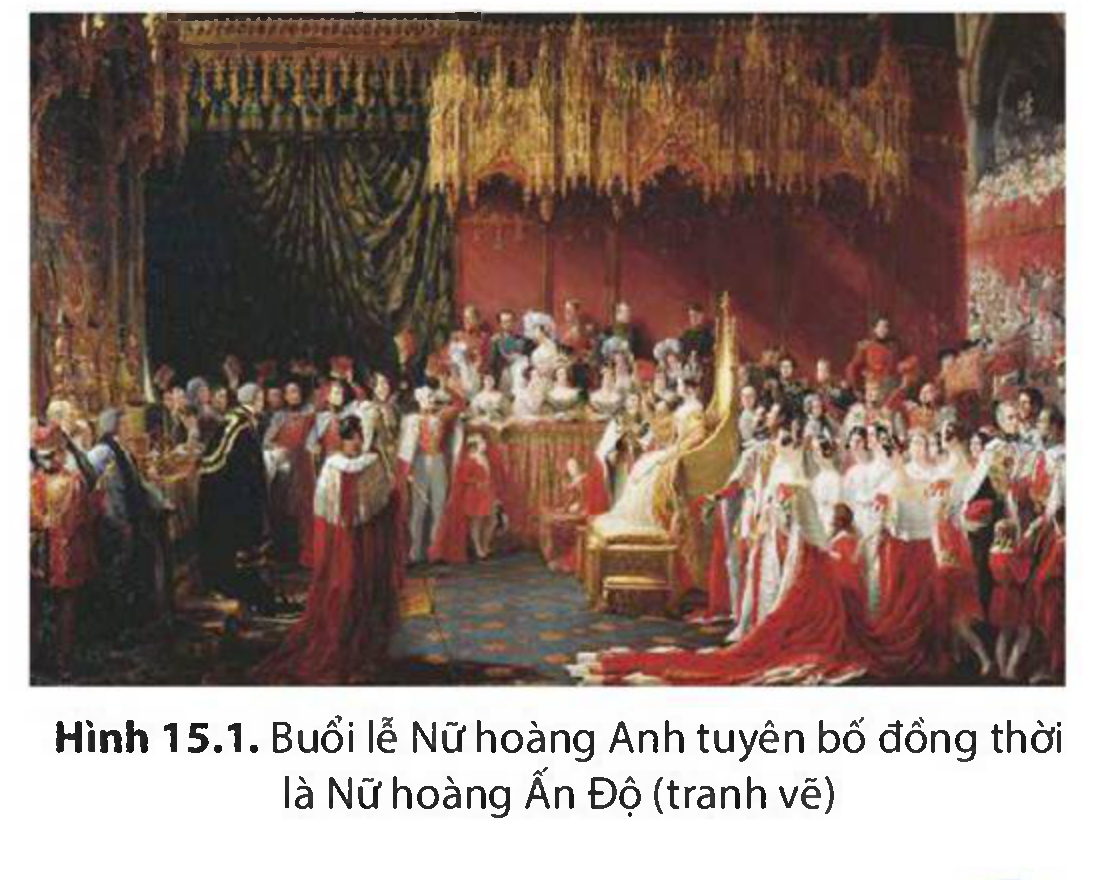 Hình 15.1. Buổi lễ Nữ hoàng Anh tuyên bố đồng thời
là Nữ hoàng Ấn Độ (tranh vẽ)